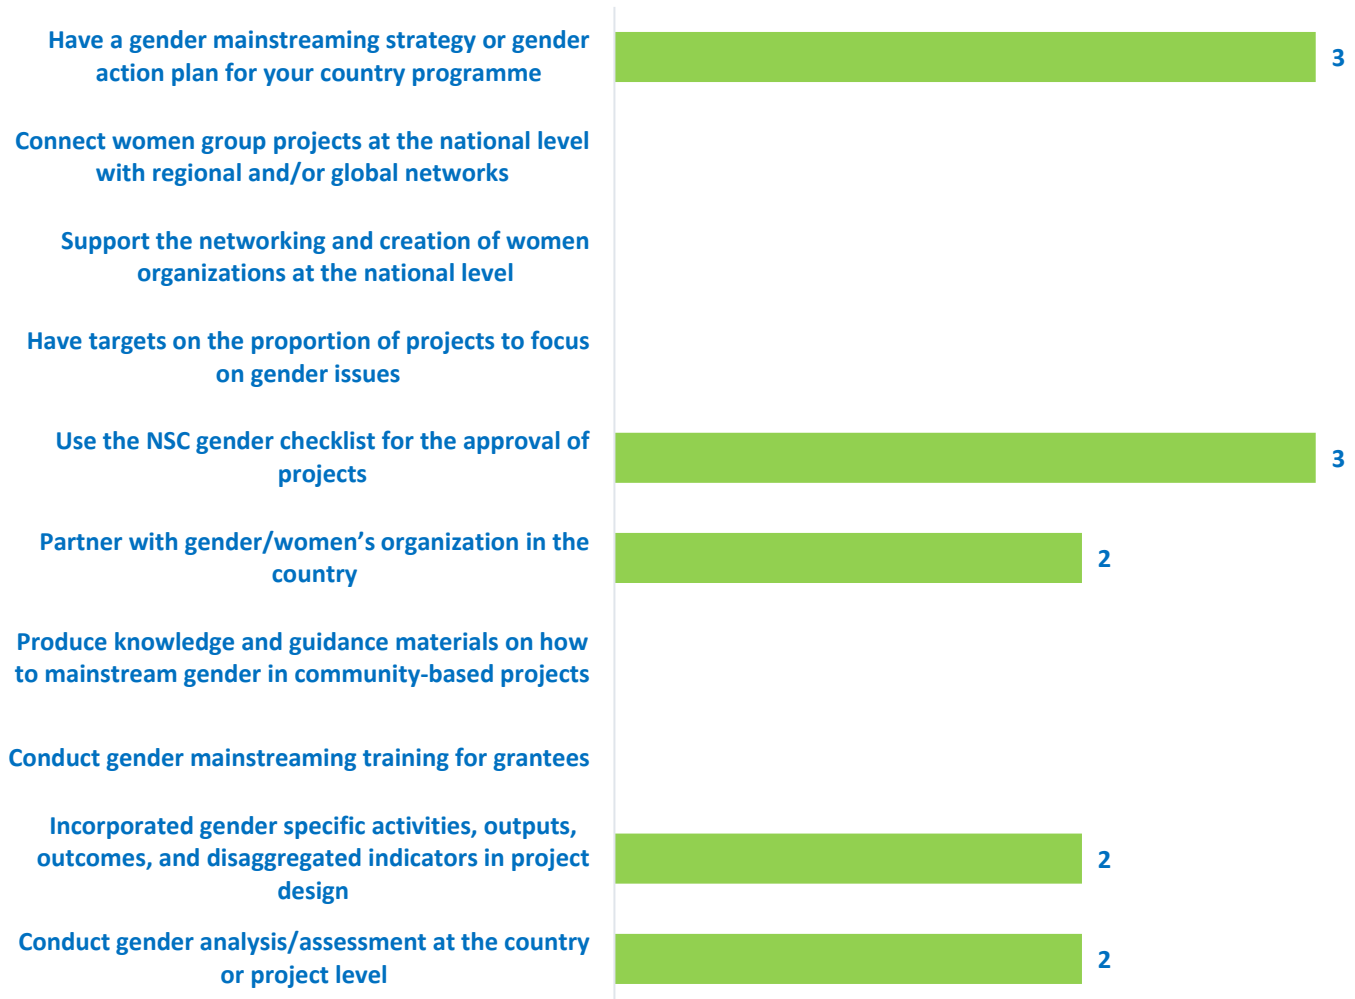 Have a gender mainstreaming strategy or gender
action plan for your country programme
3
Connect women group projects at the national level
with regional and/or global networks
Support the networking and creation of women
organizations at the national level
Have targets on the proportion of projects to focus
on gender issues
Use the NSC gender checklist for the approval of
projects
3
Partner with gender/women’s organization in the
country
2
Produce knowledge and guidance materials on how
to mainstream gender in community-based projects
Conduct gender mainstreaming training for grantees
Incorporated gender specific activities, outputs,
outcomes, and disaggregated indicators in project
design
2
Conduct gender analysis/assessment at the country
or project level
2